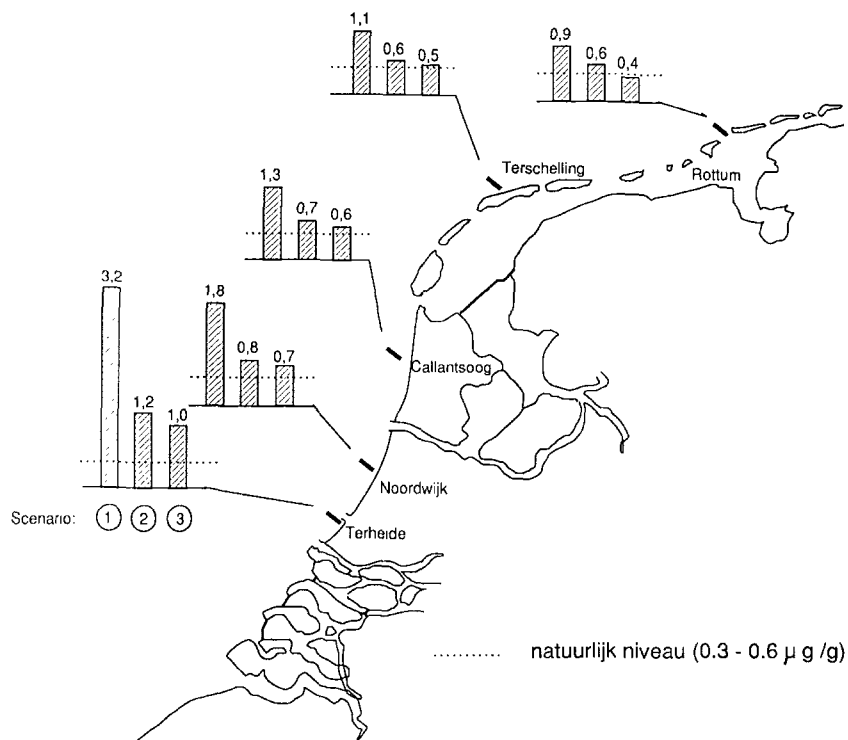 1,1
0,6
0,5
0,9
0,6
0,4
Terschelling
Rottum
1,3
0,7
0,6
3,2
1,8
0,8
0,7
Callantsoog
1,2
1,0
Noordwijk
Scenario: 1 2 3
Terheide
natuurlijk niveau (0.3 - 0.6 µ g /g)